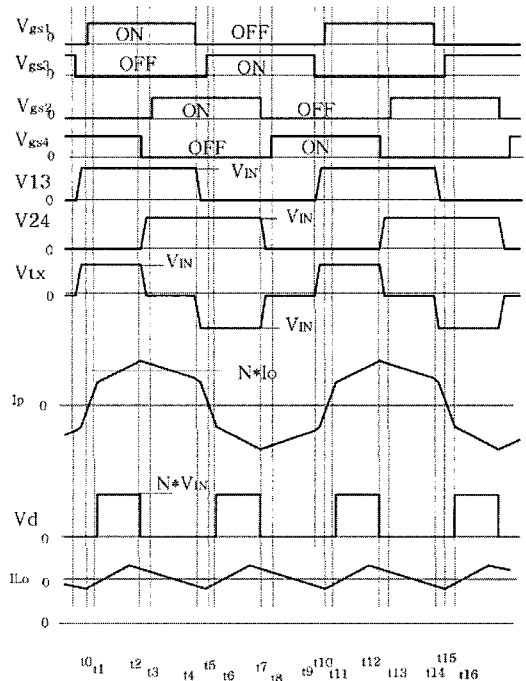 Vgs1 0 ON OFF
Vgs3 0 OFF ON
Vgs2 0 ON OFF
Vgs4 0 OFF ON
V13 0 VIN
V24 0 VIN
Vtx 0 VIN
VIN
N*Io
Ip 0
N*VIN
Vd 0
ILo 0
0
t0 t1 t2 t3 t4 t5 t6 t7 t8 t9 t10 t11 t12 t13 t14 t15 t16